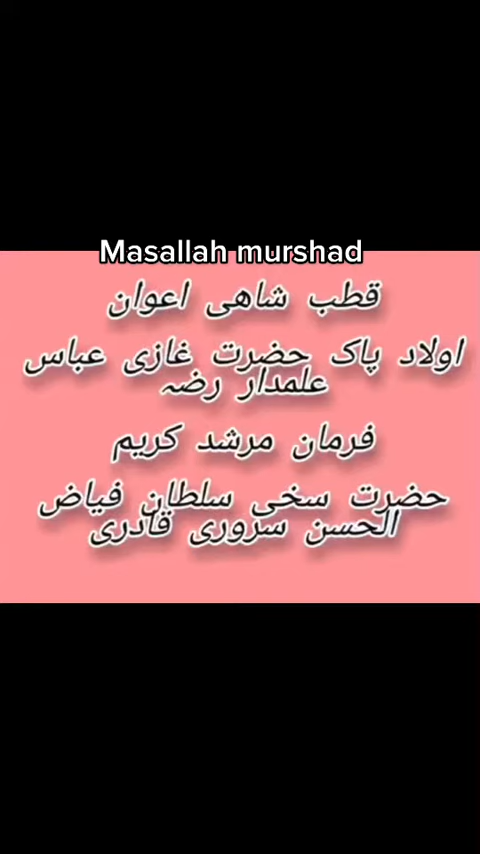 Masallah murshad
قطب شاھی اعوان
اولاد پاک حضرت غازی عباس
علمدار رضہ
فرمان مرشد کریم
حضرت سخی سلطان فیاض
الحسن سروری قادری